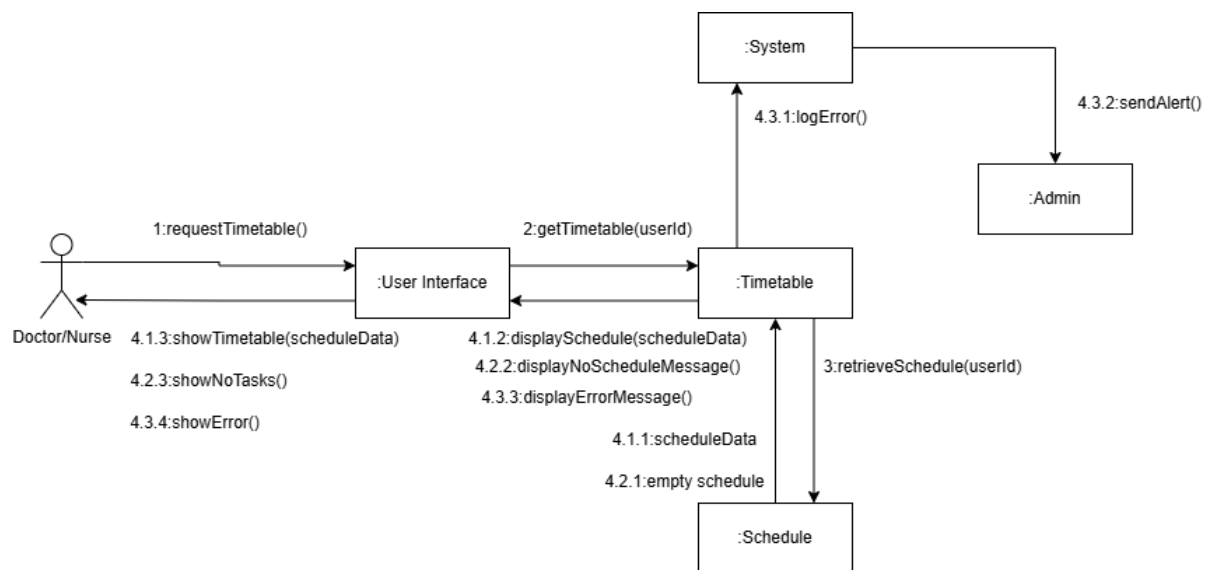 :System
4.3.1:logError()
4.3.2:sendAlert()
:Admin
1:requestTimetable()
2:getTimetable(userId)
:User Interface
:Timetable
Doctor/Nurse
4.1.3:showTimetable(scheduleData)
4.2.3:showNoTasks()
4.3.4:showError()
4.1.2:displaySchedule(scheduleData)
4.2.2:displayNoScheduleMessage()
4.3.3:displayErrorMessage()
3:retrieveSchedule(userId)
4.1.1:scheduleData
4.2.1:empty schedule
:Schedule